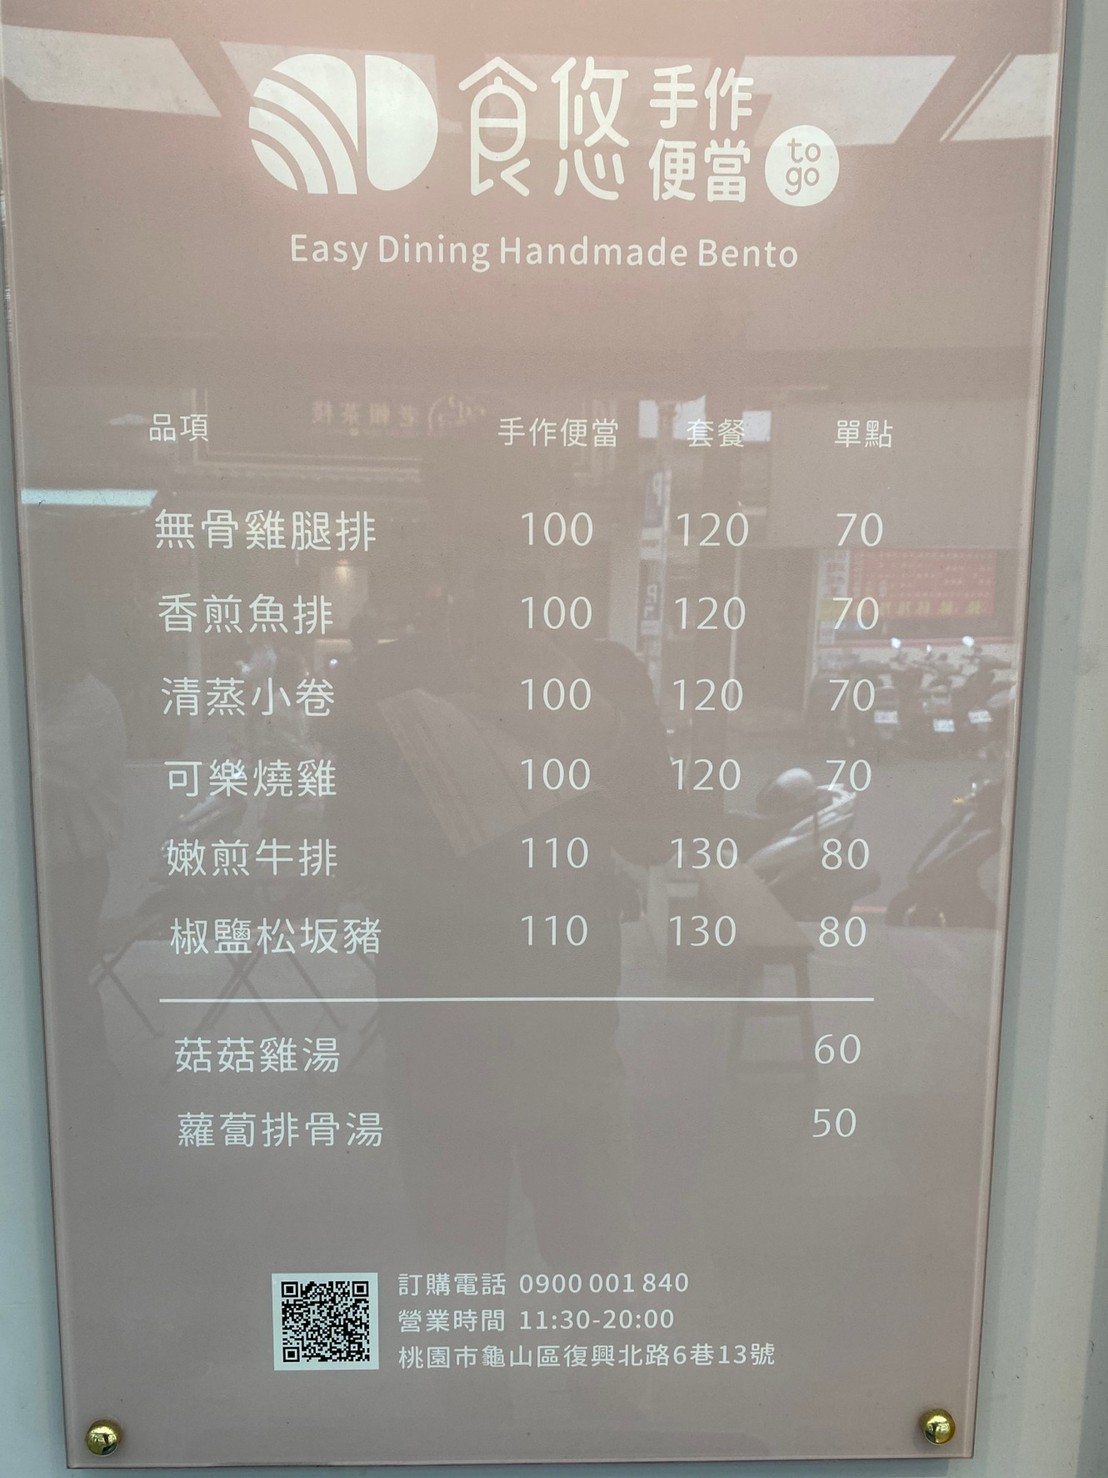 食悠 手作便當 to go
Easy Dining Handmade Bento
品項 手作便當 套餐 單點
無骨雞腿排 100 120 70
香煎魚排 100 120 70
清蒸小卷 100 120 70
可樂燒雞 100 120 70
嫩煎牛排 110 130 80
椒鹽松坂豬 110 130 80
菇菇雞湯 60
蘿蔔排骨湯 50
訂購電話 0900 001 840
營業時間 11:30-20:00
桃園市龜山區復興北路6巷13號